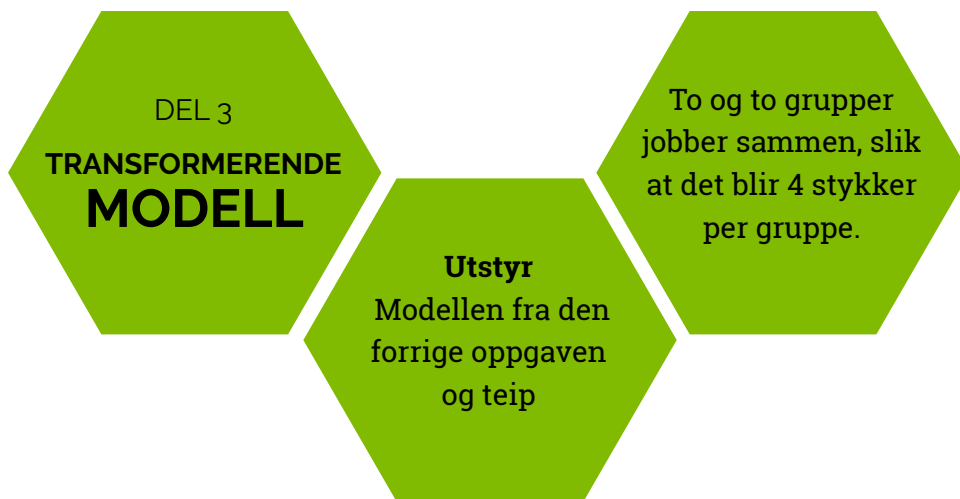 DEL 3
TRANSFORMERENDE
MODELL
Utstyr
Modellen fra den
forrige oppgaven
og teip
To og to grupper
jobber sammen, slik
at det blir 4 stykker
per gruppe.